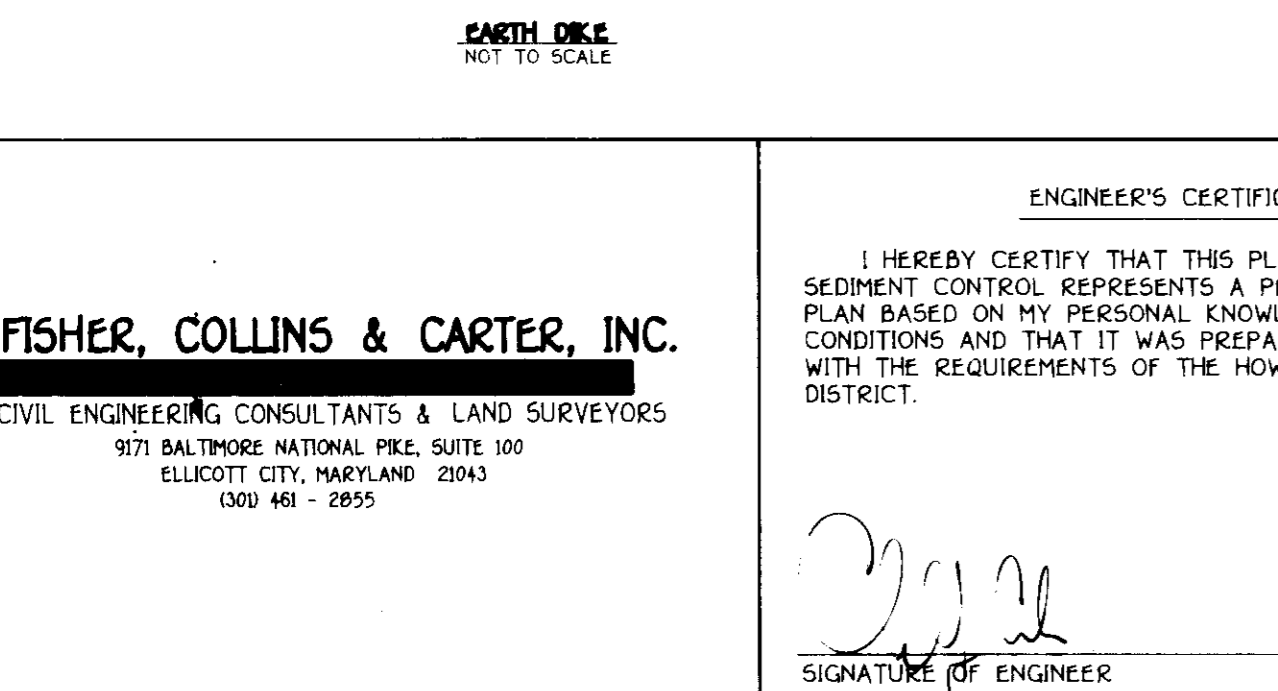 EARTH DIKE
NOT TO SCALE
FISHER, COLLINS & CARTER, INC.
CIVIL ENGINEERING CONSULTANTS & LAND SURVEYORS
9171 BALTIMORE NATIONAL PIKE, SUITE 100
ELLICOTT CITY, MARYLAND 21043
(301) 461 - 2855
ENGINEER'S CERTIFIC
I HEREBY CERTIFY THAT THIS PL
SEDIMENT CONTROL REPRESENTS A P
PLAN BASED ON MY PERSONAL KNOWL
CONDITIONS AND THAT IT WAS PREPA
WITH THE REQUIREMENTS OF THE HOW
DISTRICT.
SIGNATURE OF ENGINEER